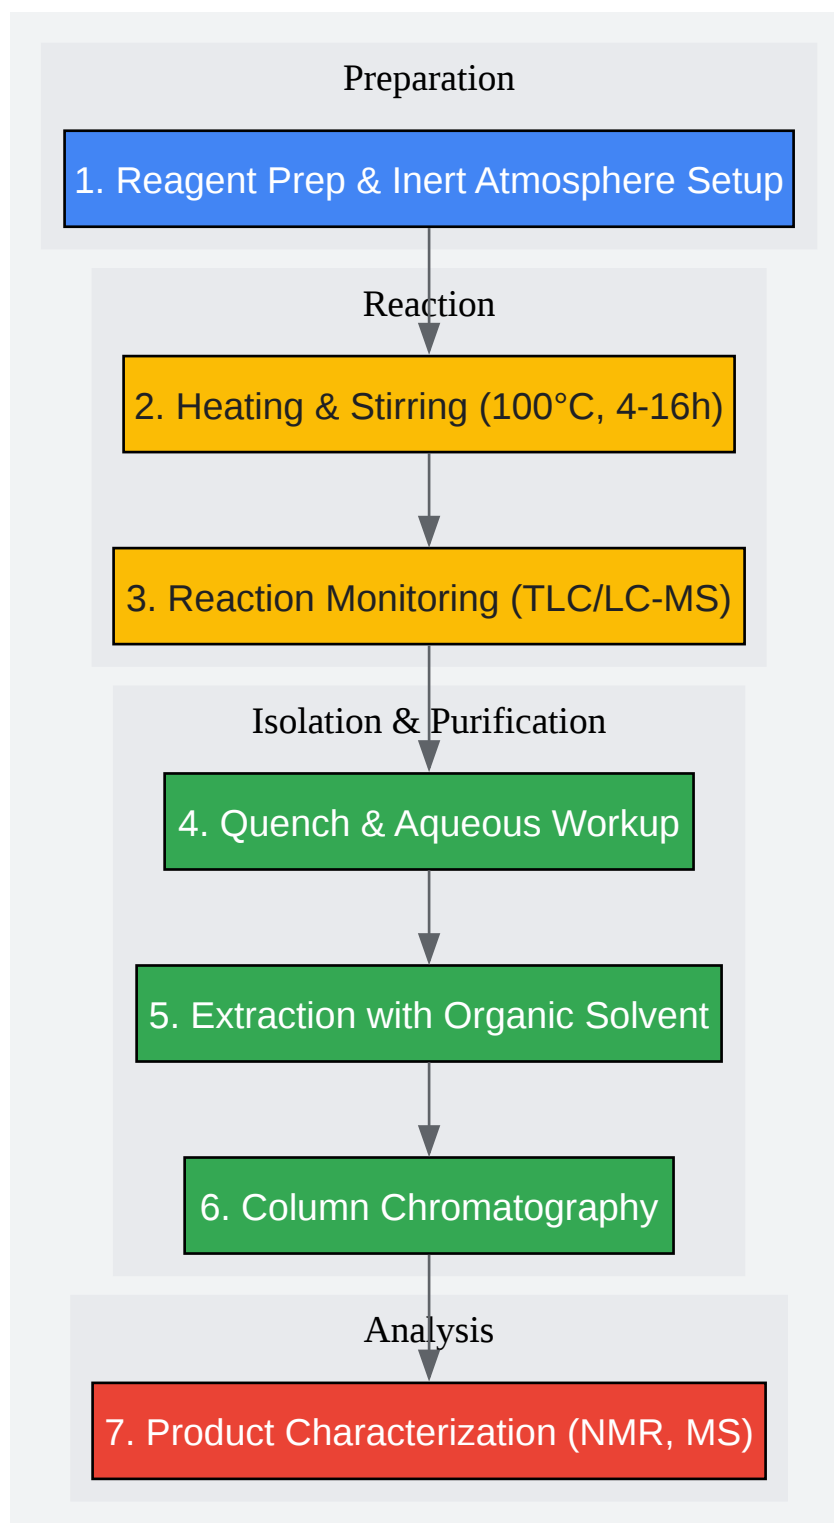 Preparation
1. Reagent Prep & Inert Atmosphere Setup
Reaction
2. Heating & Stirring (100°C, 4-16h)
3. Reaction Monitoring (TLC/LC-MS)
Isolation & Purification
4. Quench & Aqueous Workup
5. Extraction with Organic Solvent
6. Column Chromatography
Analysis
7. Product Characterization (NMR, MS)